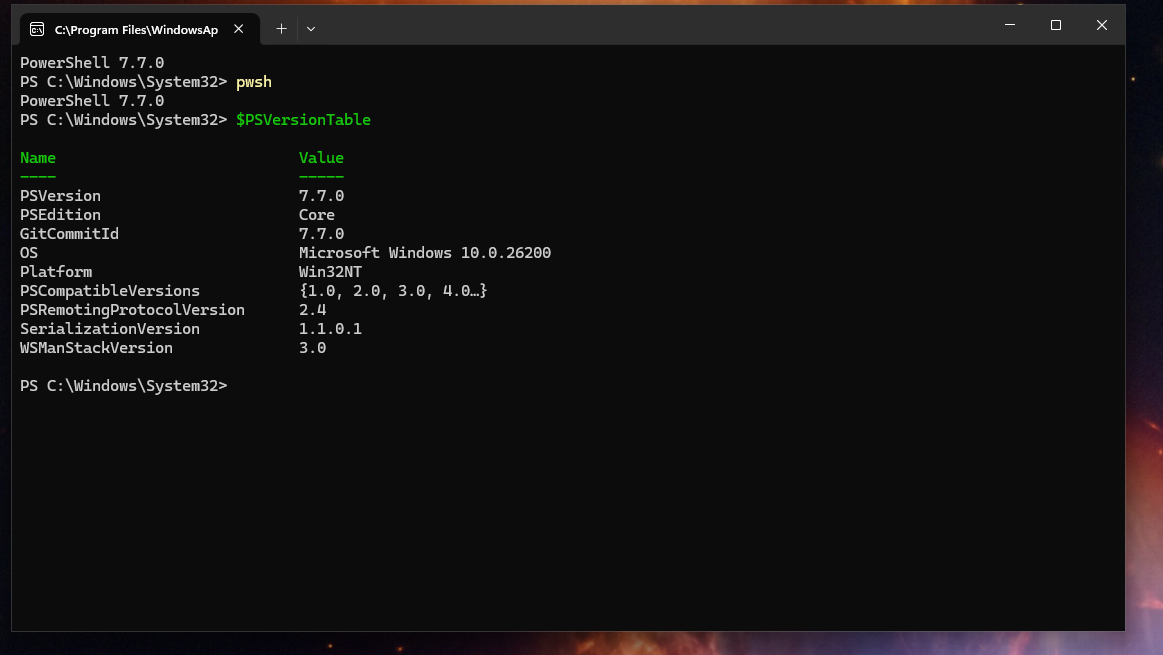 C:\Program Files\WindowsAp
PowerShell 7.7.0
PS C:\Windows\System32> pwsh
PowerShell 7.7.0
PS C:\Windows\System32> $PSVersionTable
Name                           Value
----                           -----
PSVersion                      7.7.0
PSEdition                      Core
GitCommitId                    7.7.0
OS                             Microsoft Windows 10.0.26200
Platform                       Win32NT
PSCompatibleVersions           {1.0, 2.0, 3.0, 4.0…}
PSRemotingProtocolVersion      2.4
SerializationVersion           1.1.0.1
WSManStackVersion              3.0
PS C:\Windows\System32>